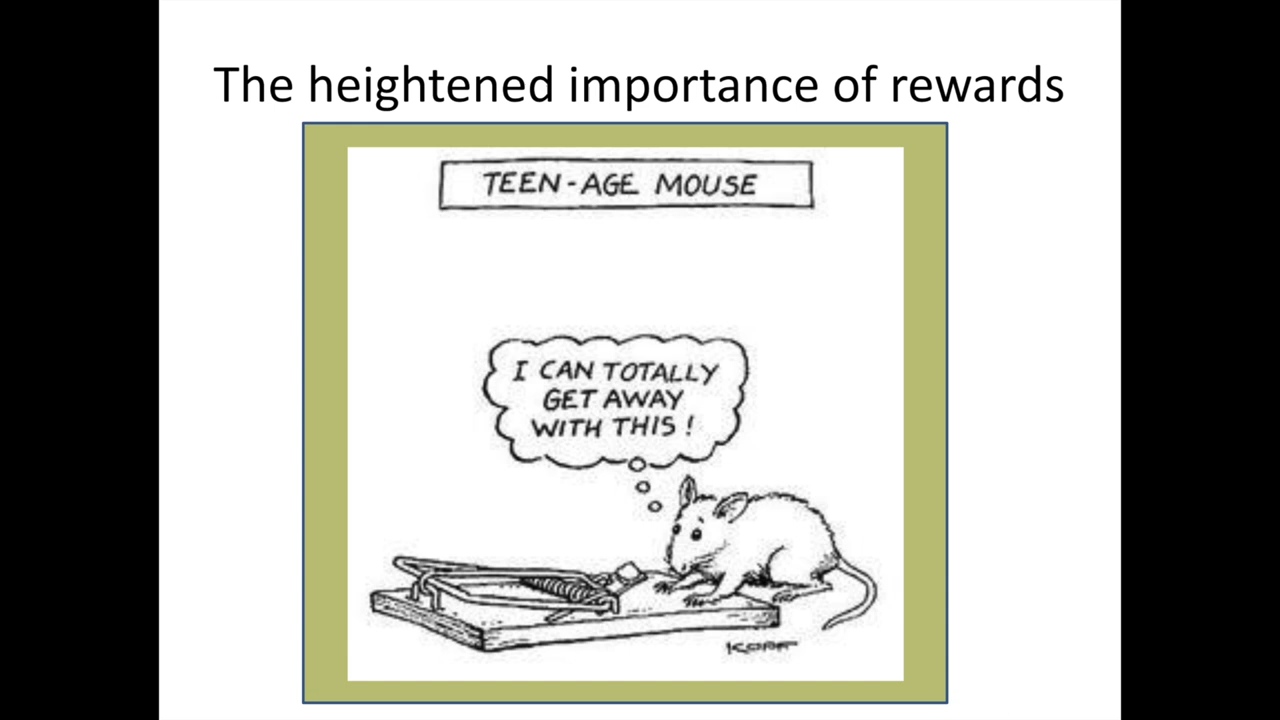 The heightened importance of rewards
TEEN-AGE MOUSE
I CAN TOTALLY
GET AWAY
WITH THIS!